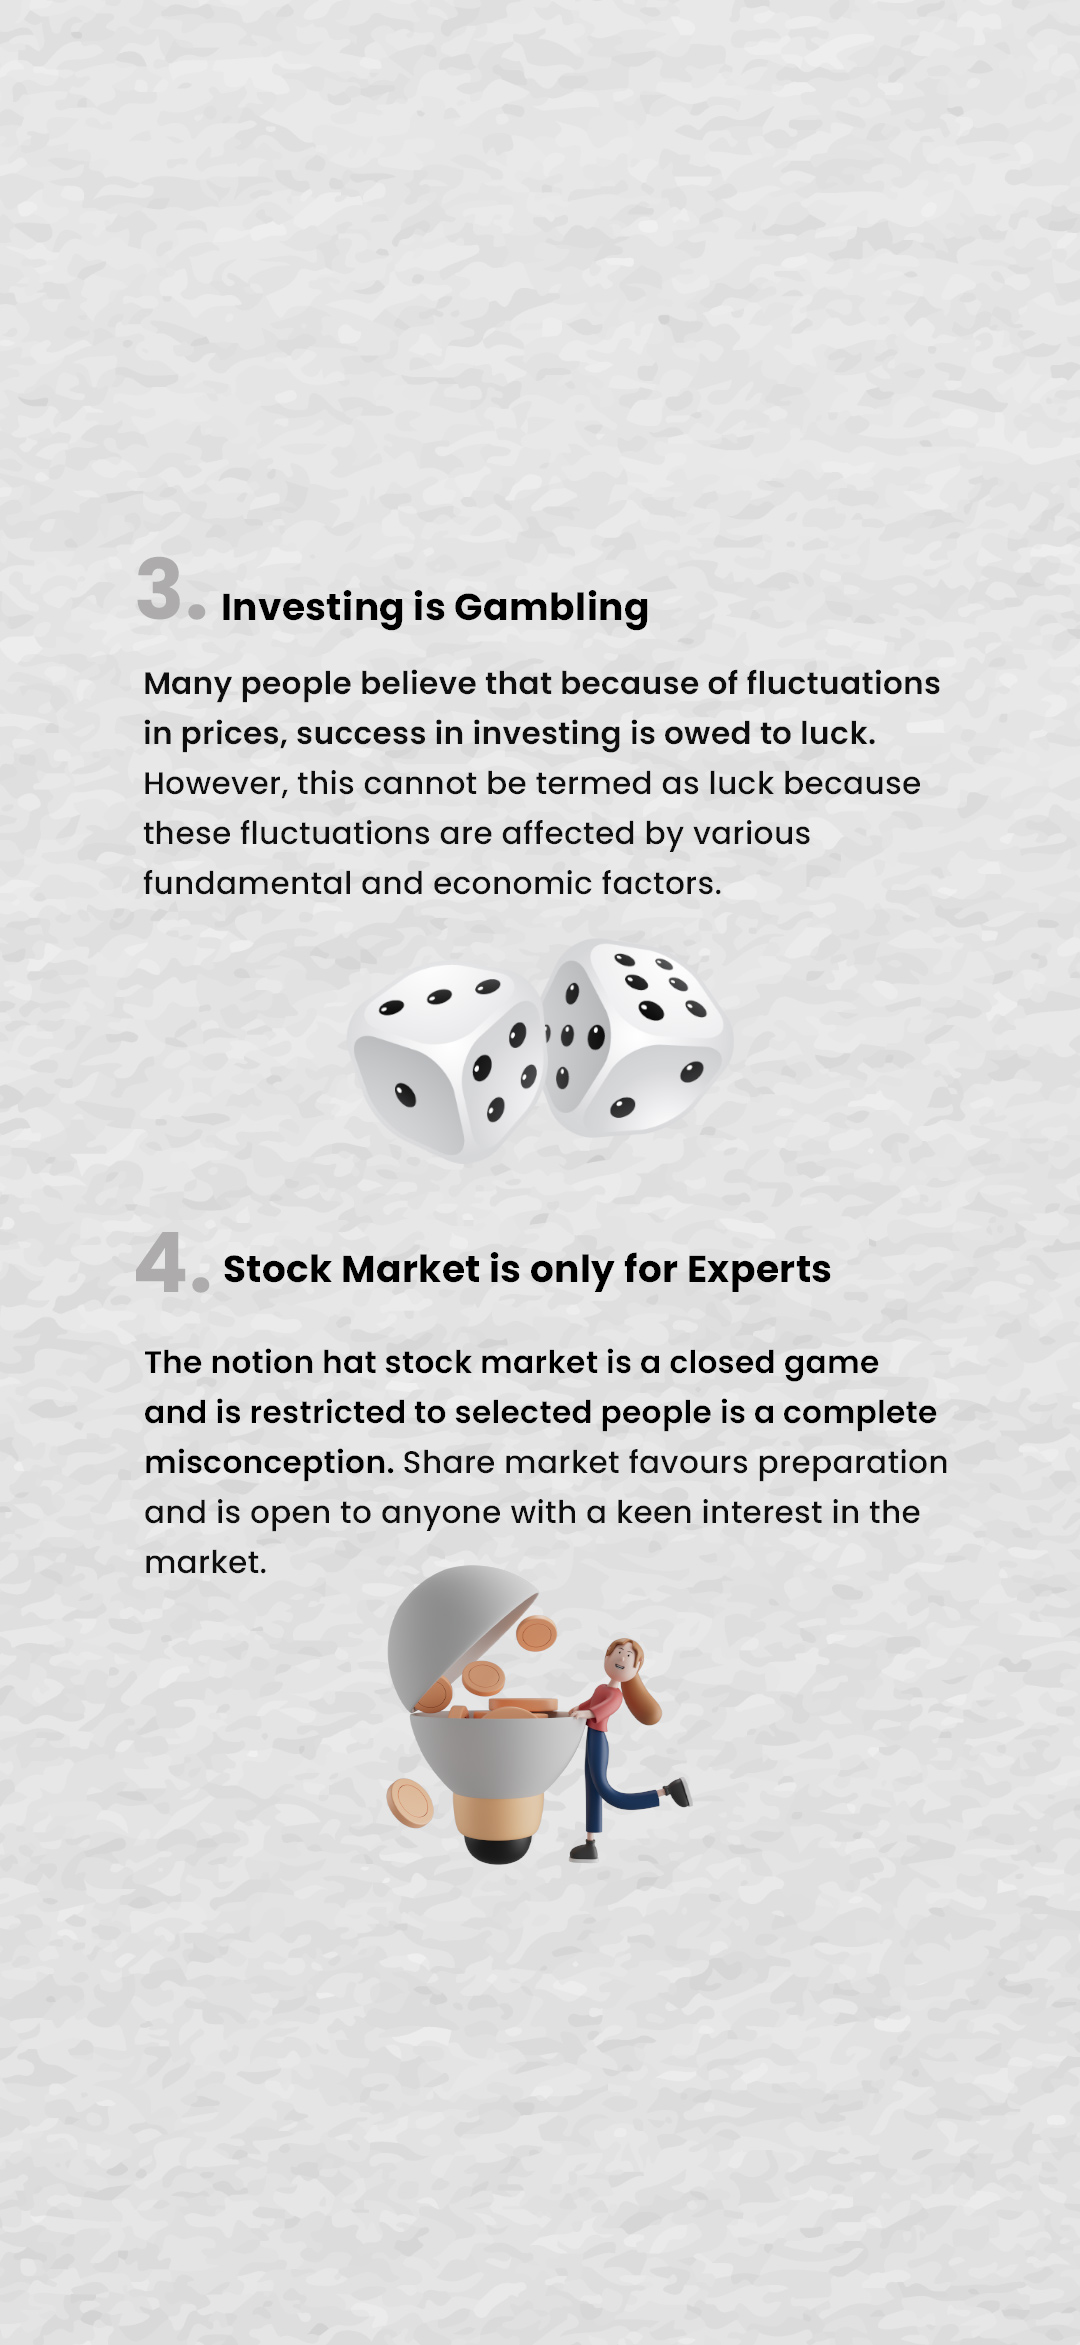 3. Investing is Gambling
Many people believe that because of fluctuations
in prices, success in investing is owed to luck.
However, this cannot be termed as luck because
these fluctuations are affected by various
fundamental and economic factors.
4. Stock Market is only for Experts
The notion hat stock market is a closed game
and is restricted to selected people is a complete
misconception. Share market favours preparation
and is open to anyone with a keen interest in the
market.